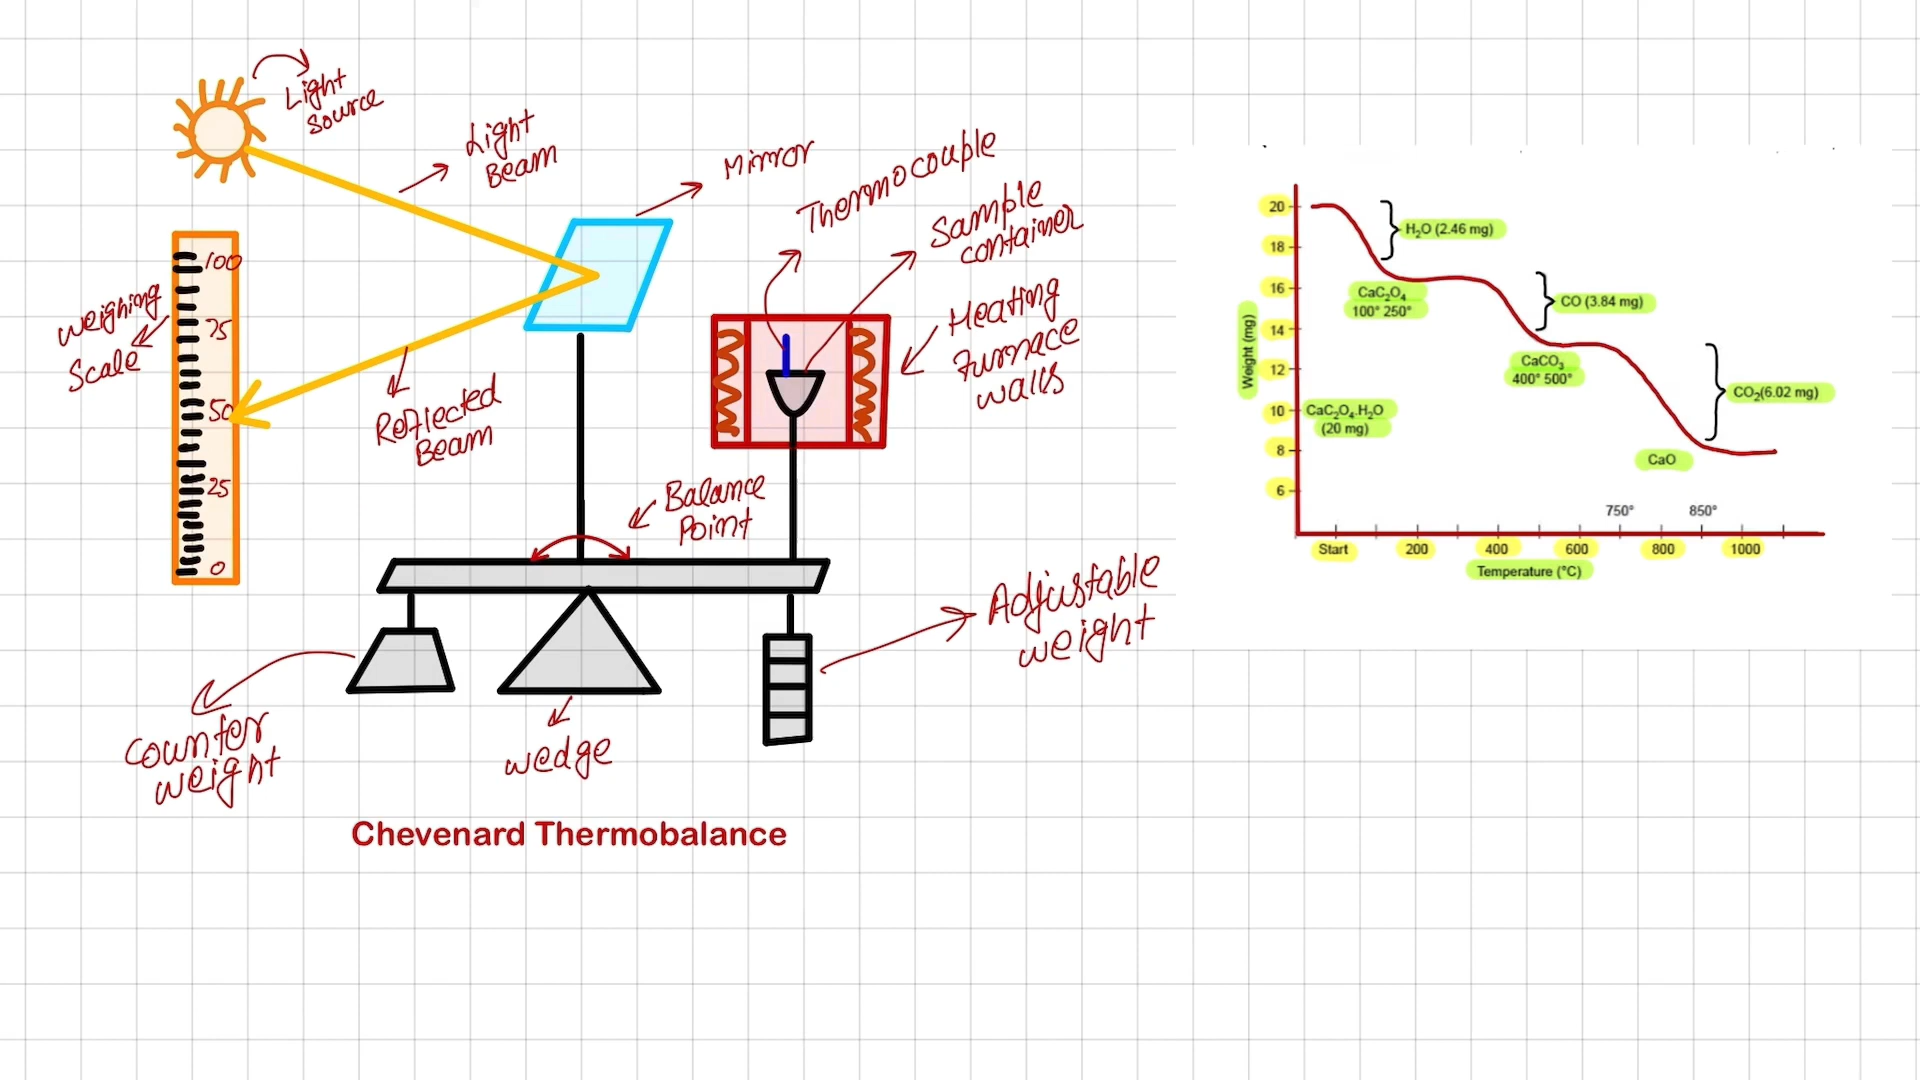 Light
Source
Light
Beam
Mirror
Thermocouple
Sample
container
Heating
Furnace
walls
weighing
Scale
100
75
50
25
0
Reflected
Beam
Balance
Point
Adjustable
weight
Counter
weight
wedge
Chevenard Thermobalance
Weight (mg)
20
18
16
14
12
10
8
6
H₂O (2.46 mg)
CaC₂O₄
100° 250°
CO (3.84 mg)
CaCO₃
400° 500°
CO₂(6.02 mg)
CaC₂O₄.H₂O
(20 mg)
CaO
750° 850°
Start 200 400 600 800 1000
Temperature (°C)